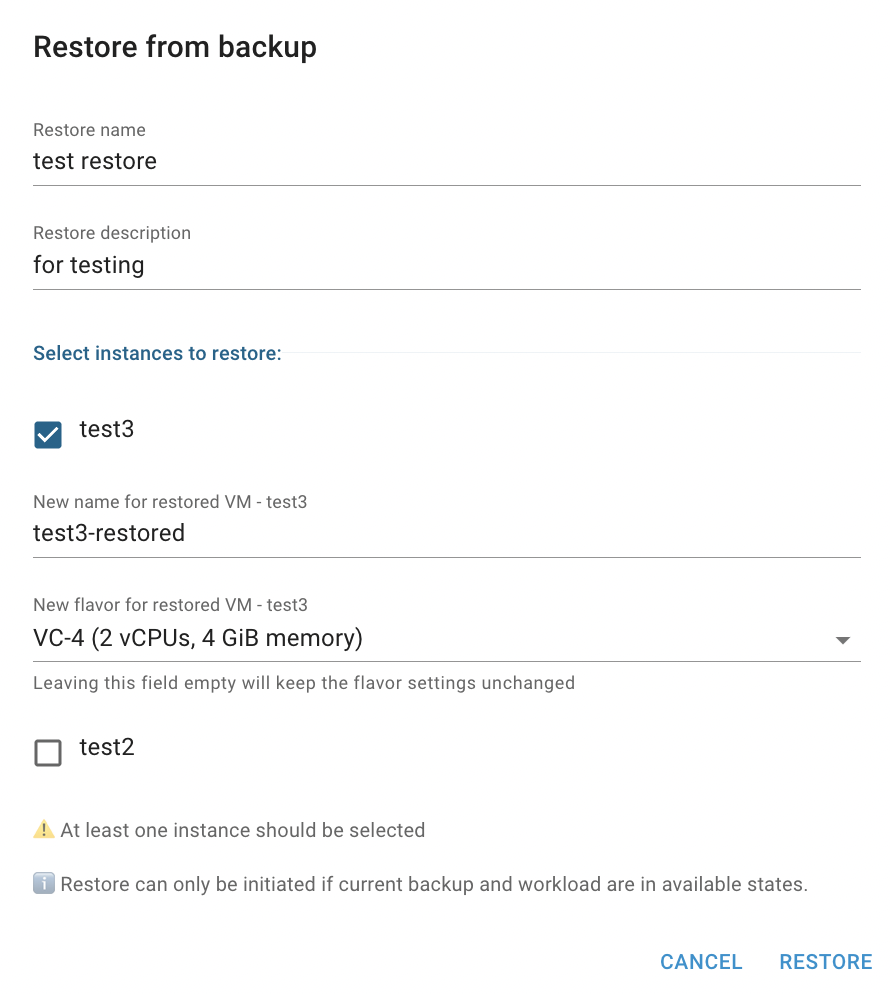 Restore from backup
Restore name
test restore
Restore description
for testing
Select instances to restore:
test3
New name for restored VM - test3
test3-restored
New flavor for restored VM - test3
VC-4 (2 vCPUs, 4 GiB memory)
Leaving this field empty will keep the flavor settings unchanged
test2
⚠️ At least one instance should be selected
ℹ️ Restore can only be initiated if current backup and workload are in available states.
CANCEL RESTORE